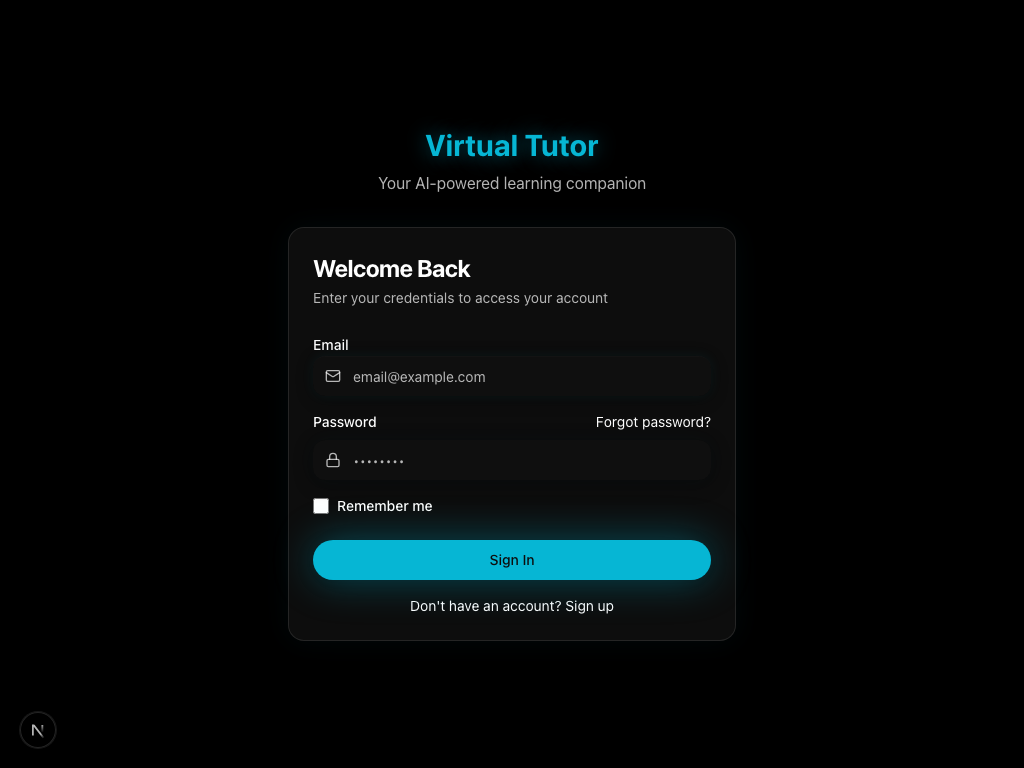 Virtual Tutor
Your AI-powered learning companion
Welcome Back
Enter your credentials to access your account
Email
email@example.com
Password Forgot password?
••••••••
Remember me
Sign In
Don't have an account? Sign up
N